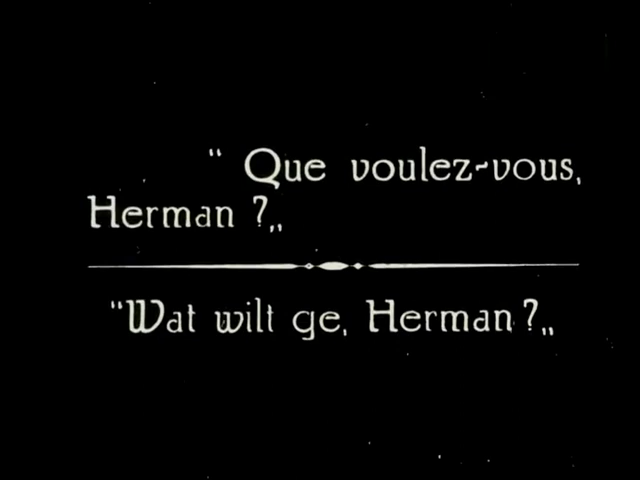 “ Que voulez-vous,
Herman ?„
“Wat wilt ge, Herman ?„